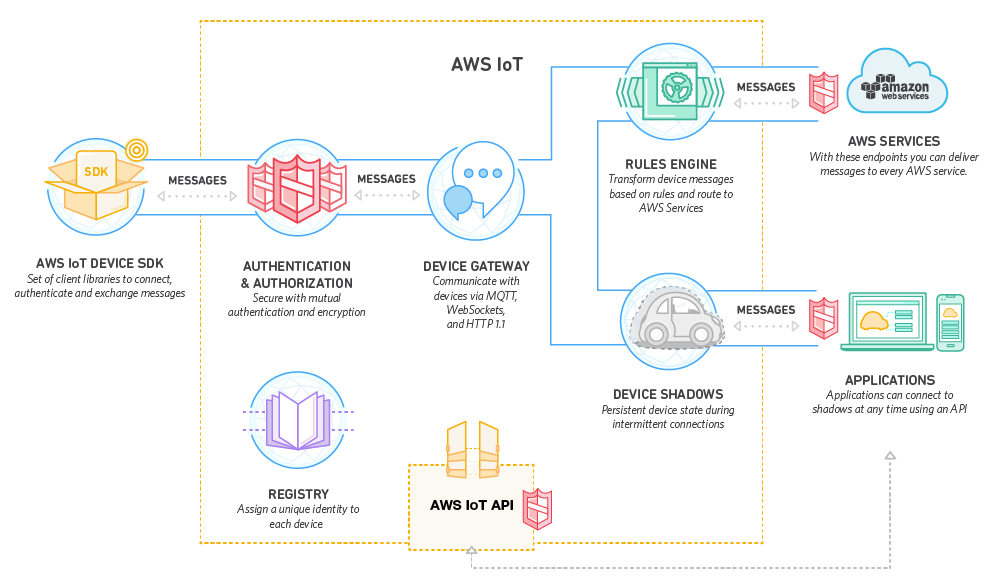 AWS IoT
SDK
MESSAGES
MESSAGES
MESSAGES
amazon
web services
AWS IoT DEVICE SDK
Set of client libraries to connect,
authenticate and exchange messages
AUTHENTICATION
& AUTHORIZATION
Secure with mutual
authentication and encryption
DEVICE GATEWAY
Communicate with
devices via MQTT,
WebSockets,
and HTTP 1.1
RULES ENGINE
Transform device messages
based on rules and route to
AWS Services
AWS SERVICES
With these endpoints you can deliver
messages to every AWS service.
MESSAGES
DEVICE SHADOWS
Persistent device state during
intermittent connections
APPLICATIONS
Applications can connect to
shadows at any time using an API
REGISTRY
Assign a unique identity to
each device
AWS IoT API